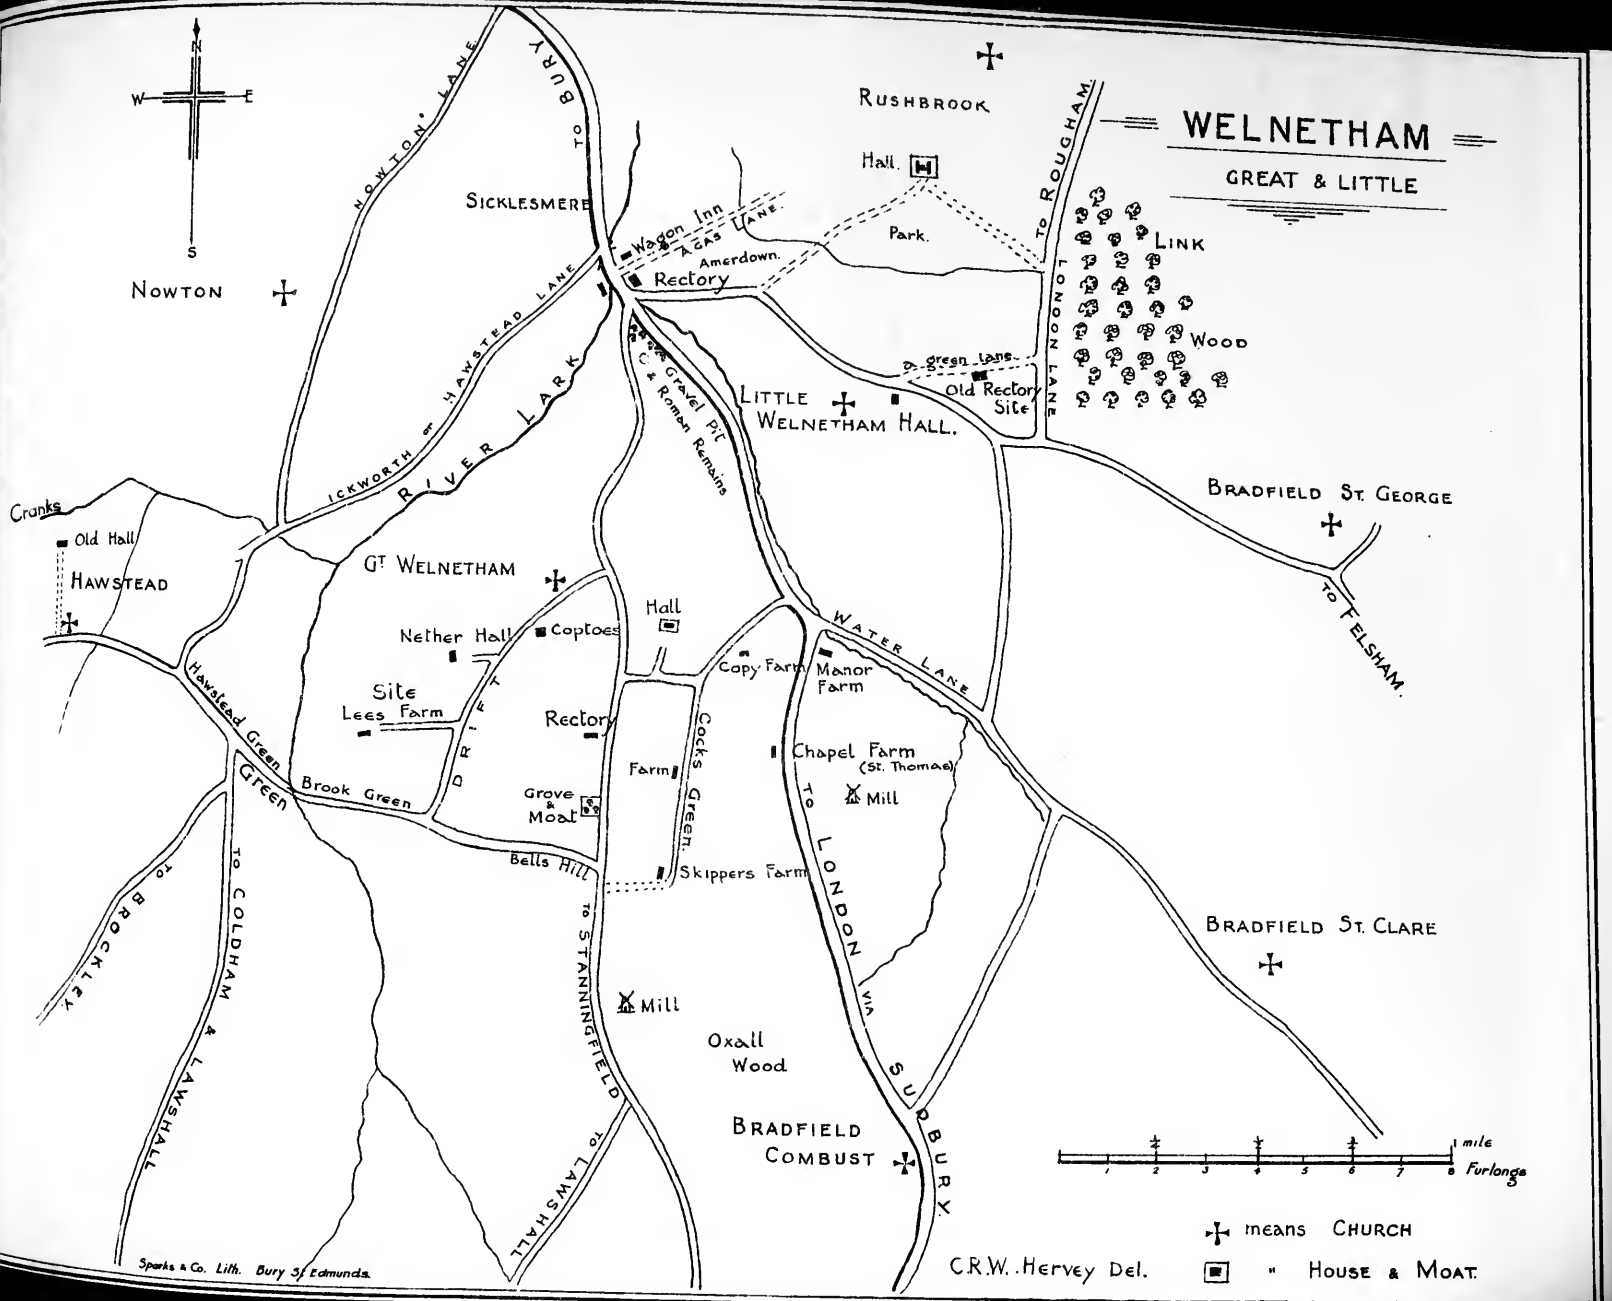 N
W
E
S
NOWTON LANE
TO BURY
RUSHBROOK
Hall.
TO ROUGHAM.
WELNETHAM
GREAT & LITTLE
SICKLESMERE
Wagon Inn
AGAS LANE.
Amerdown.
Park.
LINK
WOOD
Rectory
NOWTON
ICKWORTH or HAWSTEAD LANE
RIVER LARK
LONDON LANE
a green lane
Old Rectory
Site
Gravel Pit
& Roman Remains
LITTLE
WELNETHAM HALL.
BRADFIELD ST. GEORGE
TO FELSHAM.
Cranks
Old Hall
HAWSTEAD
GT WELNETHAM
Nether Hall
Coptoes
Hall
WATER LANE
Copy Farm
Manor
Farm
Site
Lees Farm
DRIFT
Rectory
Cocks Green.
Chapel Farm
(St. Thomas)
Farm
Mill
Hawstead Green
Green
Brook Green
Grove
&
Moat
Bells Hill
Skippers Farm
TO BROCKLEY.
TO COLDHAM & LAWSHALL
TO STANNINGFIELD
TO LONDON VIA SUDBURY.
BRADFIELD ST. CLARE
Mill
Oxall
Wood
BRADFIELD
COMBUST
TO LAWSHALL
1 mile
1 2 3 4 5 6 7 8 Furlongs
means CHURCH
C.R.W. Hervey Del.
" HOUSE & MOAT.
Sparks & Co. Lith. Bury St Edmunds.